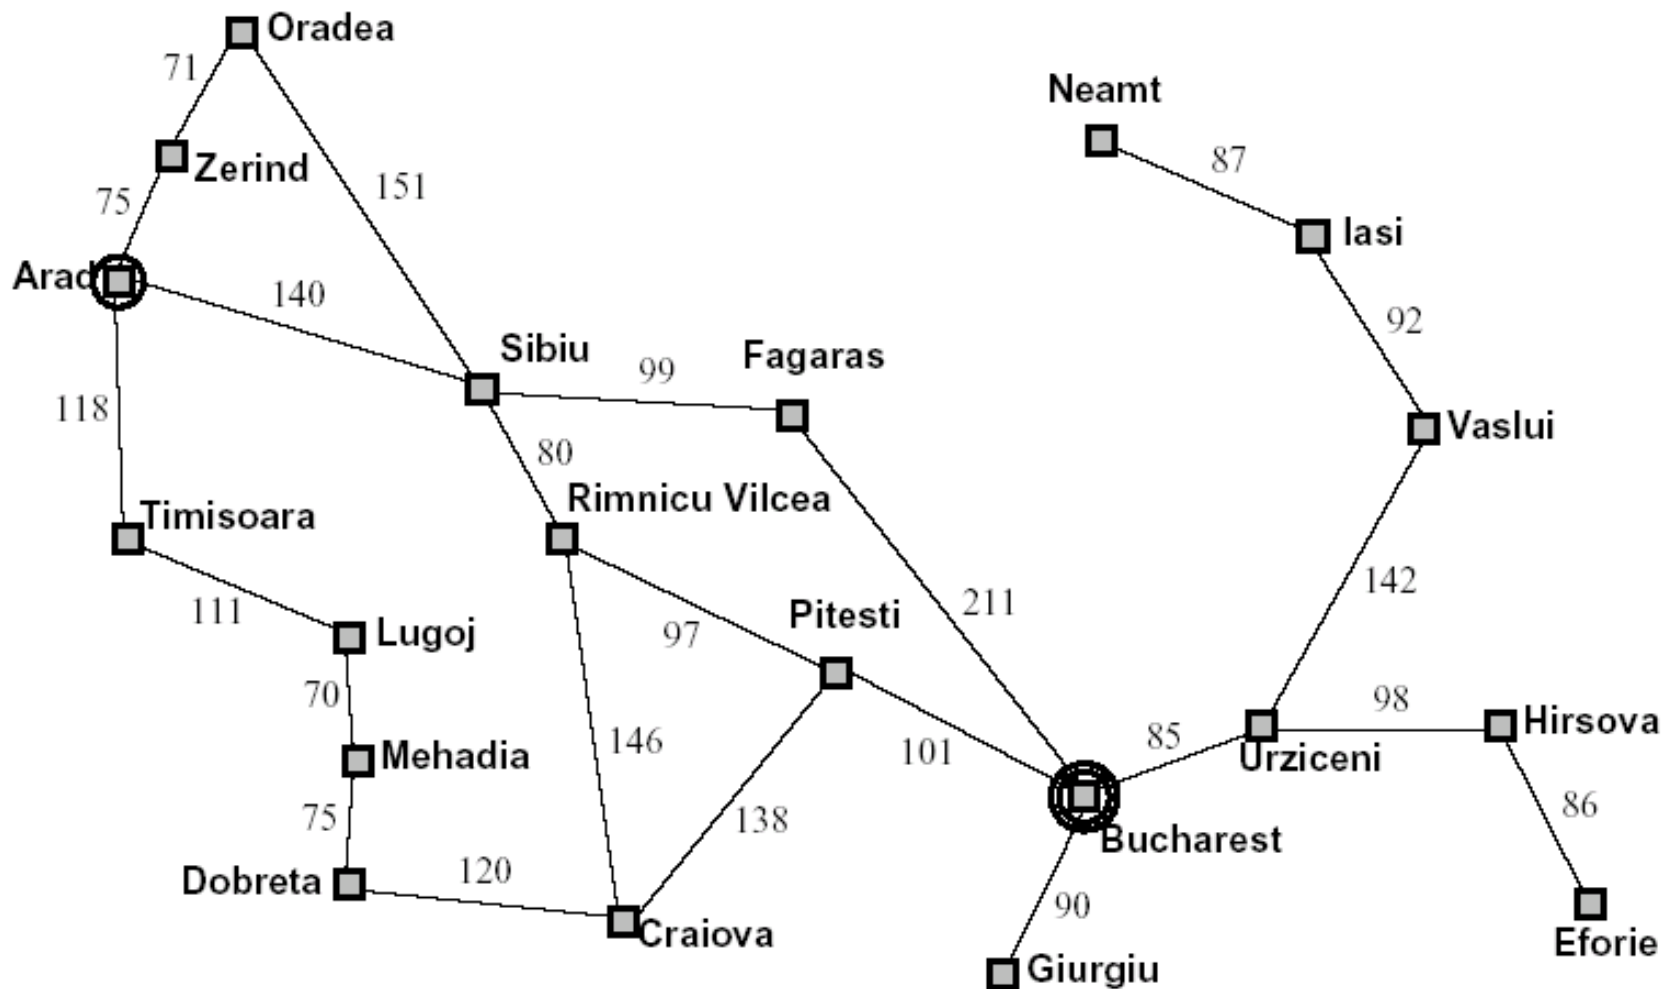 Oradea
71
Neamt
87
Zerind
151
75
Iasi
Arad
140
92
Sibiu
Fagaras
99
118
Vaslui
80
Rimnicu Vilcea
Timisoara
142
211
Pitesti
111
Lugoj
97
70
98
Hirsova
146
85
101
Mehadia
Urziceni
86
75
138
Bucharest
120
Dobreta
90
Craiova
Eforie
Giurgiu